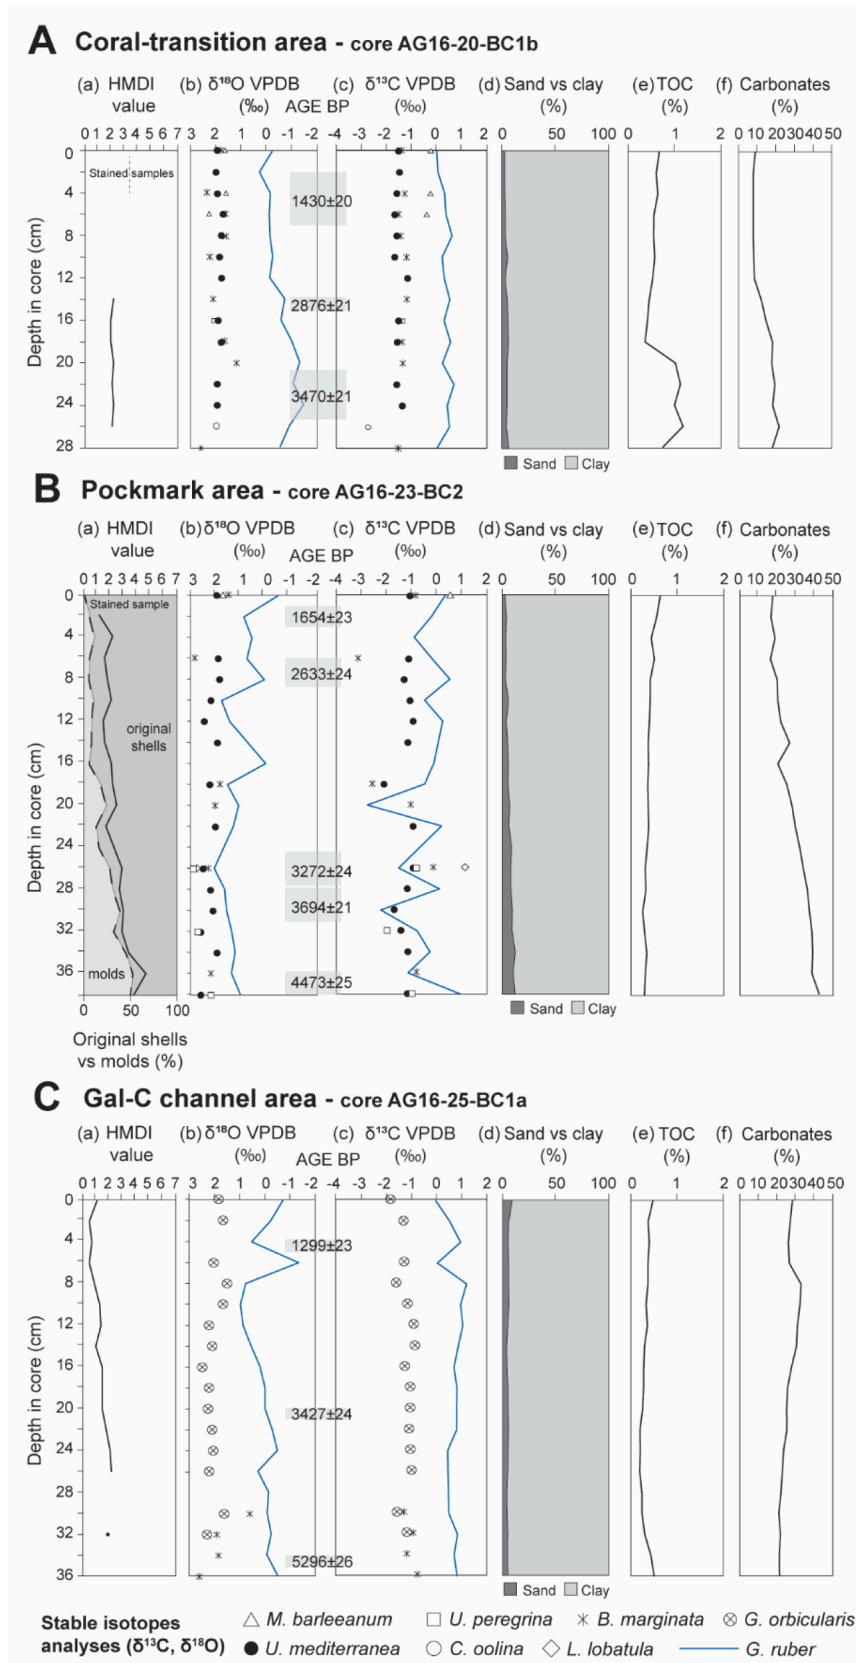 A Coral-transition area - core AG16-20-BC1b
(a) HMDI value
(b) δ¹⁸O VPDB (‰)
AGE BP
(c) δ¹³C VPDB (‰)
(d) Sand vs clay (%)
(e) TOC (%)
(f) Carbonates (%)
0 1 2 3 4 5 6 7
3 2 1 0 -1 -2
-4 -3 -2 -1 0 1 2
0 100
0 1 2
0 10 20 30 40 50
Depth in core (cm)
0
4
8
12
16
20
24
28
Stained samples
1430±20
2876±21
3470±21
Sand Clay
B Pockmark area - core AG16-23-BC2
(a) HMDI value
(b) δ¹⁸O VPDB (‰)
AGE BP
(c) δ¹³C VPDB (‰)
(d) Sand vs clay (%)
(e) TOC (%)
(f) Carbonates (%)
0 1 2 3 4 5 6 7
3 2 1 0 -1 -2
-4 -3 -2 -1 0 1 2
0 100
0 1 2
0 10 20 30 40 50
Depth in core (cm)
0
4
8
12
16
20
24
28
32
36
Stained sample
original shells
molds
1654±23
2633±24
3272±24
3694±21
4473±25
0 50 100
Original shells vs molds (%)
Sand Clay
C Gal-C channel area - core AG16-25-BC1a
(a) HMDI value
(b) δ¹⁸O VPDB (‰)
AGE BP
(c) δ¹³C VPDB (‰)
(d) Sand vs clay (%)
(e) TOC (%)
(f) Carbonates (%)
0 1 2 3 4 5 6 7
3 2 1 0 -1 -2
-4 -3 -2 -1 0 1 2
0 100
0 1 2
0 10 20 30 40 50
Depth in core (cm)
0
4
8
12
16
20
24
28
32
36
1299±23
3427±24
5296±26
Sand Clay
Stable isotopes analyses (δ¹³C, δ¹⁸O)
M. barleeanum U. peregrina B. marginata G. orbicularis
U. mediterranea C. oolina L. lobatula G. ruber